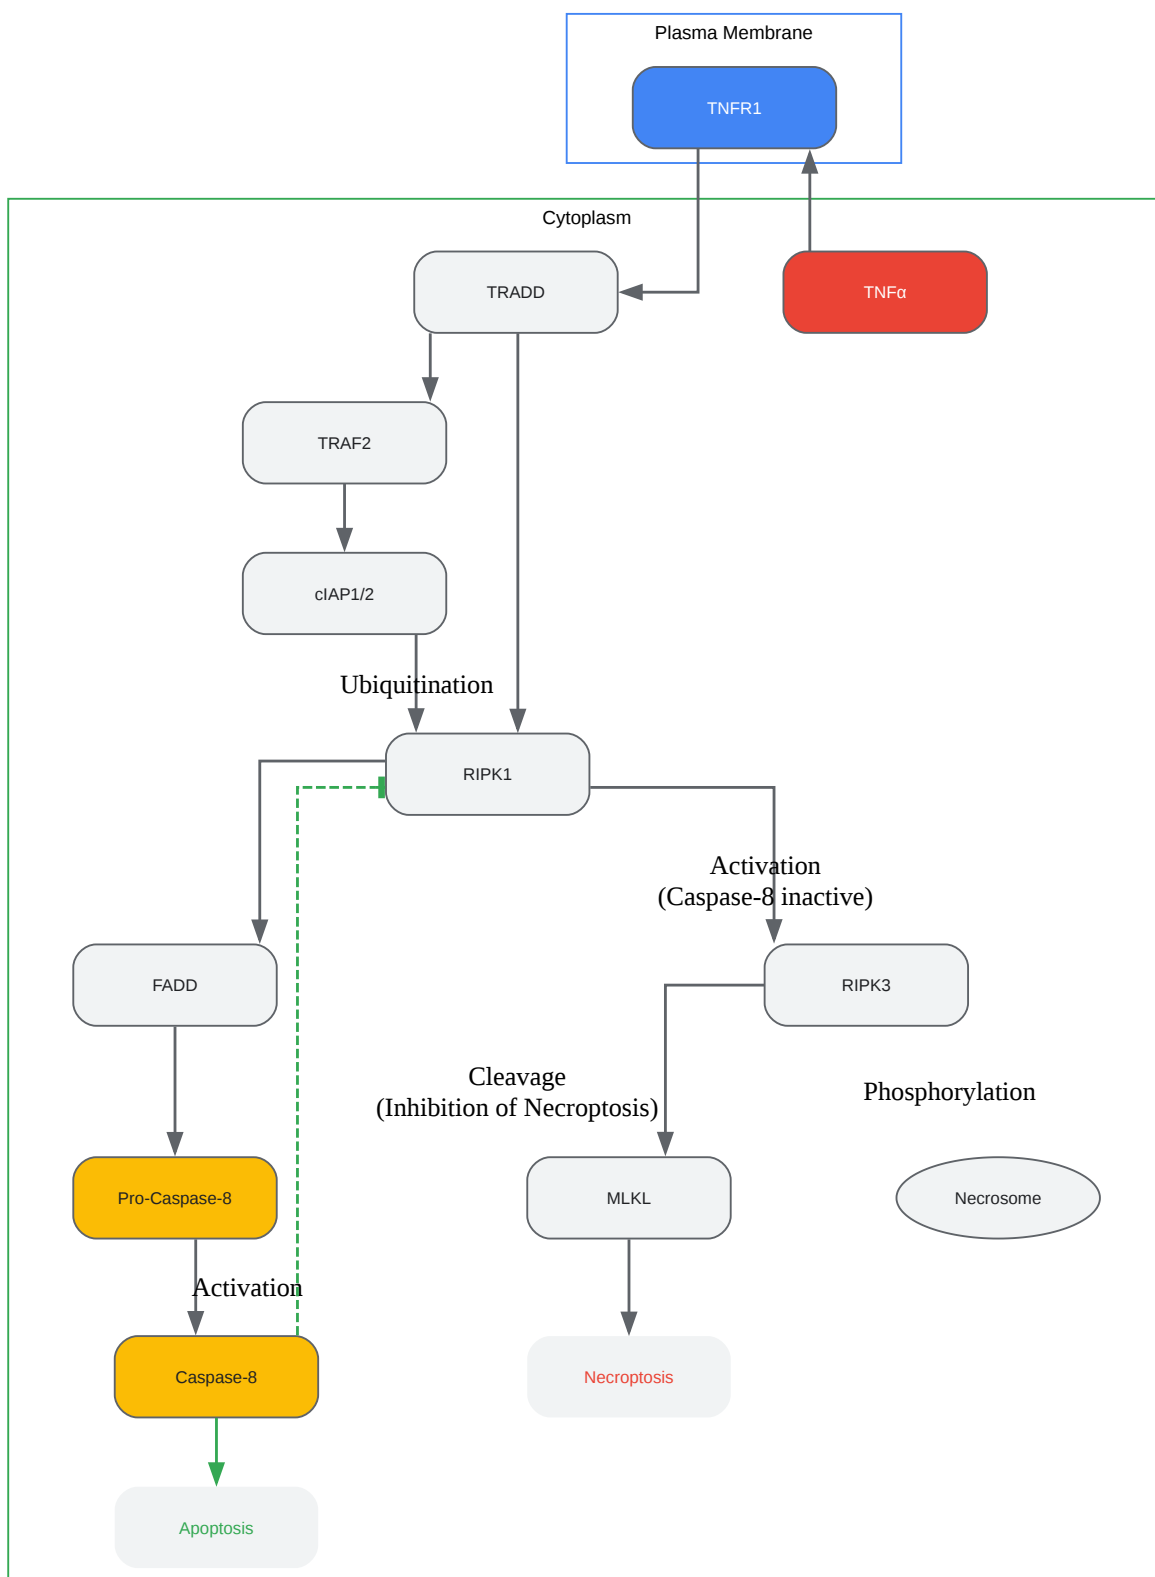 Plasma Membrane
TNFR1
Cytoplasm
TRADD
TNFα
TRAF2
cIAP1/2
Ubiquitination
RIPK1
Activation
(Caspase-8 inactive)
FADD
RIPK3
Cleavage
(Inhibition of Necroptosis)
Phosphorylation
Pro-Caspase-8
MLKL
Necrosome
Activation
Caspase-8
Necroptosis
Apoptosis